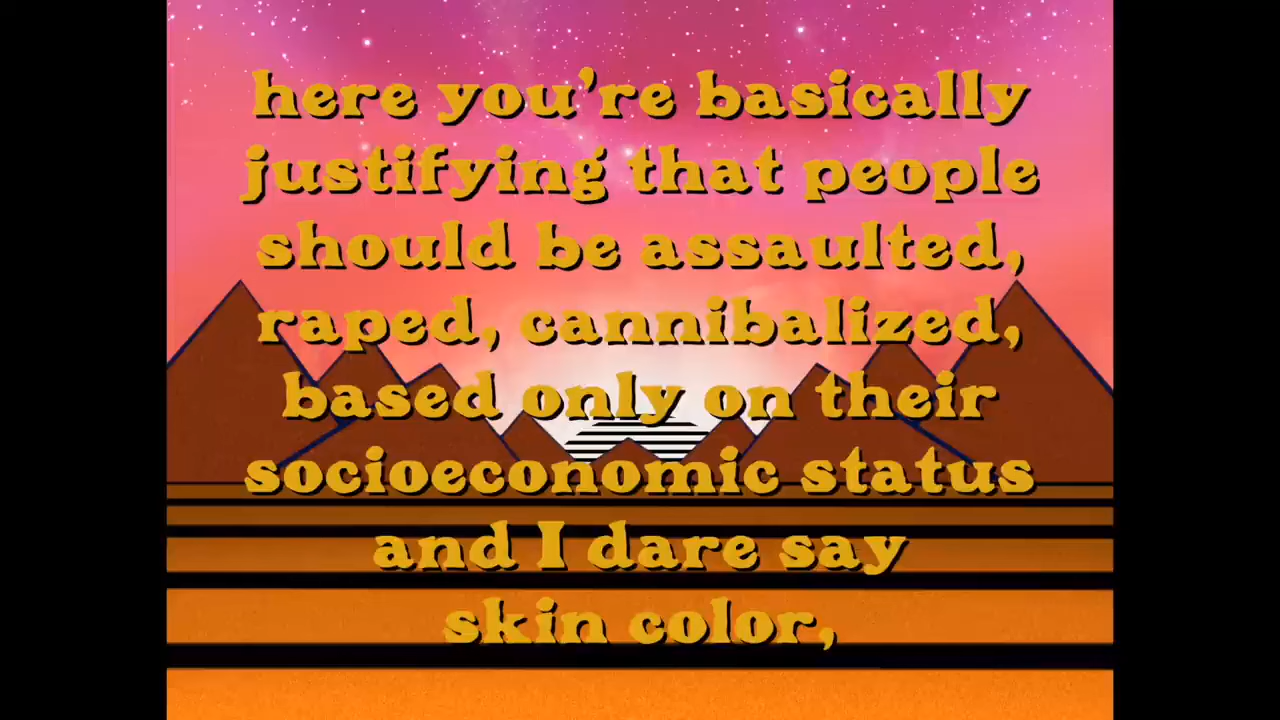 here you're basically
justifying that people
should be assaulted,
raped, cannibalized,
based only on their
socioeconomic status
and I dare say
skin color,